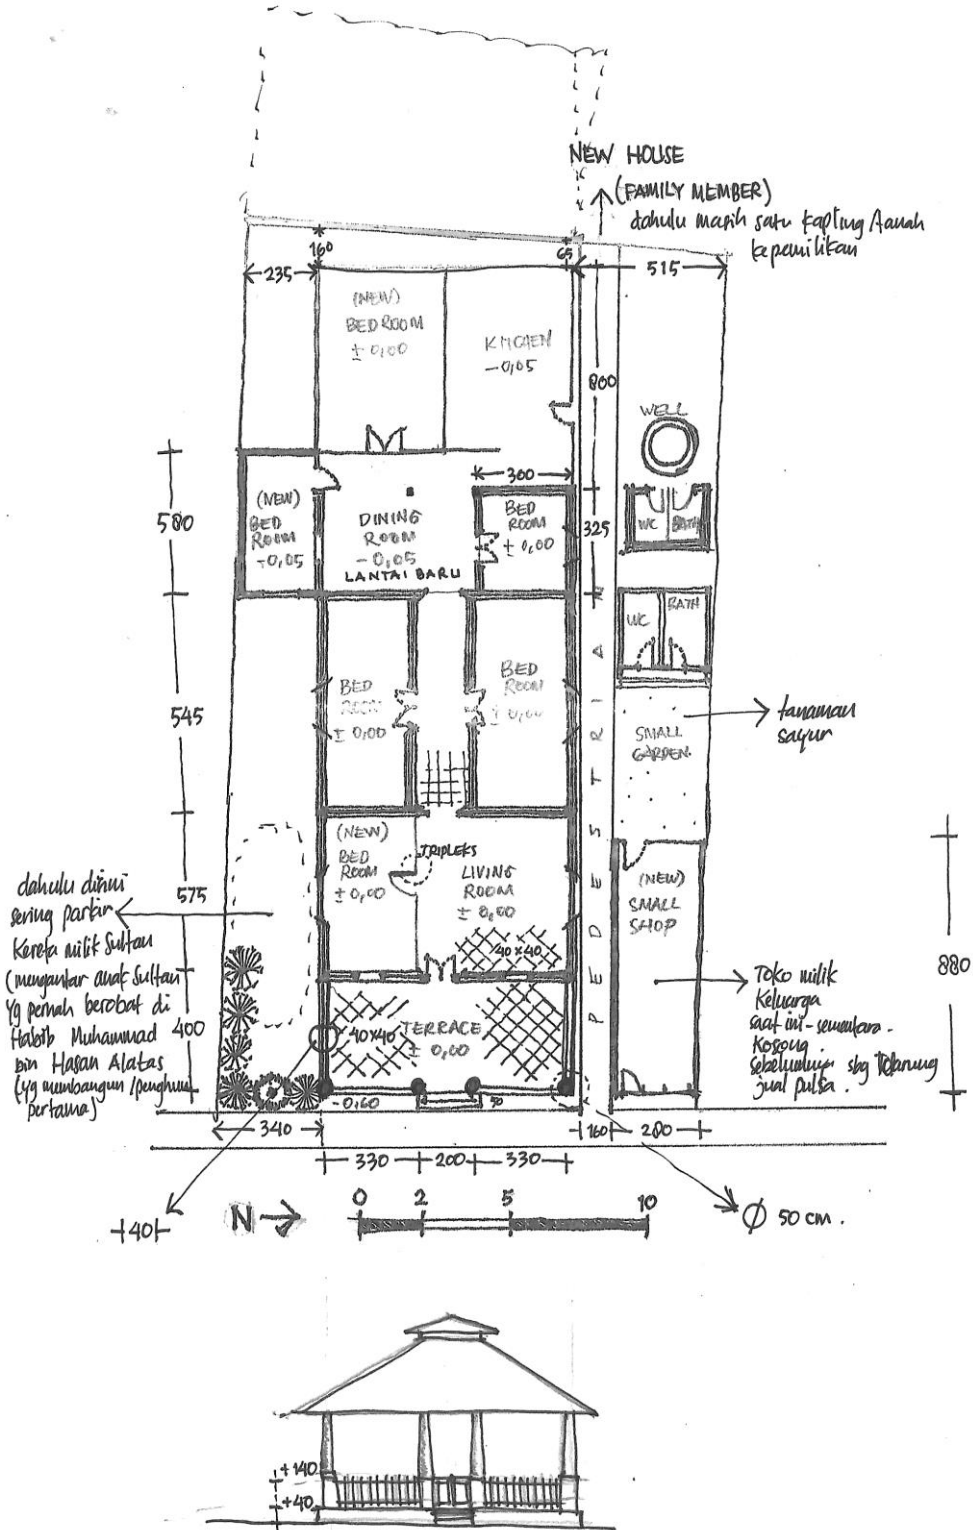 NEW HOUSE
(FAMILY MEMBER)
dahulu masih satu kapling tanah
kepemilikan
160
65
235
515
(NEW)
BEDROOM
± 0,00
KITCHEN
-0,05
800
WELL
300
580
(NEW)
BED
ROOM
-0,05
DINING
ROOM
-0,05
LANTAI BARU
BED
ROOM
± 0,00
325
WC
BATH
WC
BATH
545
BED
ROOM
± 0,00
BED
ROOM
± 0,00
PEDESTRIAN
SMALL
GARDEN
tanaman
sayur
(NEW)
BED
ROOM
± 0,00
TRIPLEKS
LIVING
ROOM
± 0,00
40x40
575
(NEW)
SMALL
SHOP
880
dahulu disini
sering parkir
Kereta milik Sultan
(mengantar anak Sultan
yg pernah berobat di
Habib Muhammad
bin Hasan Alatas
(yg membangun/penghuni
pertama)
Toko milik
Keluarga
saat ini - sementara -
Kosong
Sebelumnya sbg
jual pulsa.
400
40x40
TERRACE
± 0,00
-0,60
340
160
280
330
200
330
40
N
0
2
5
10
Ø 50 cm.
+140
+40